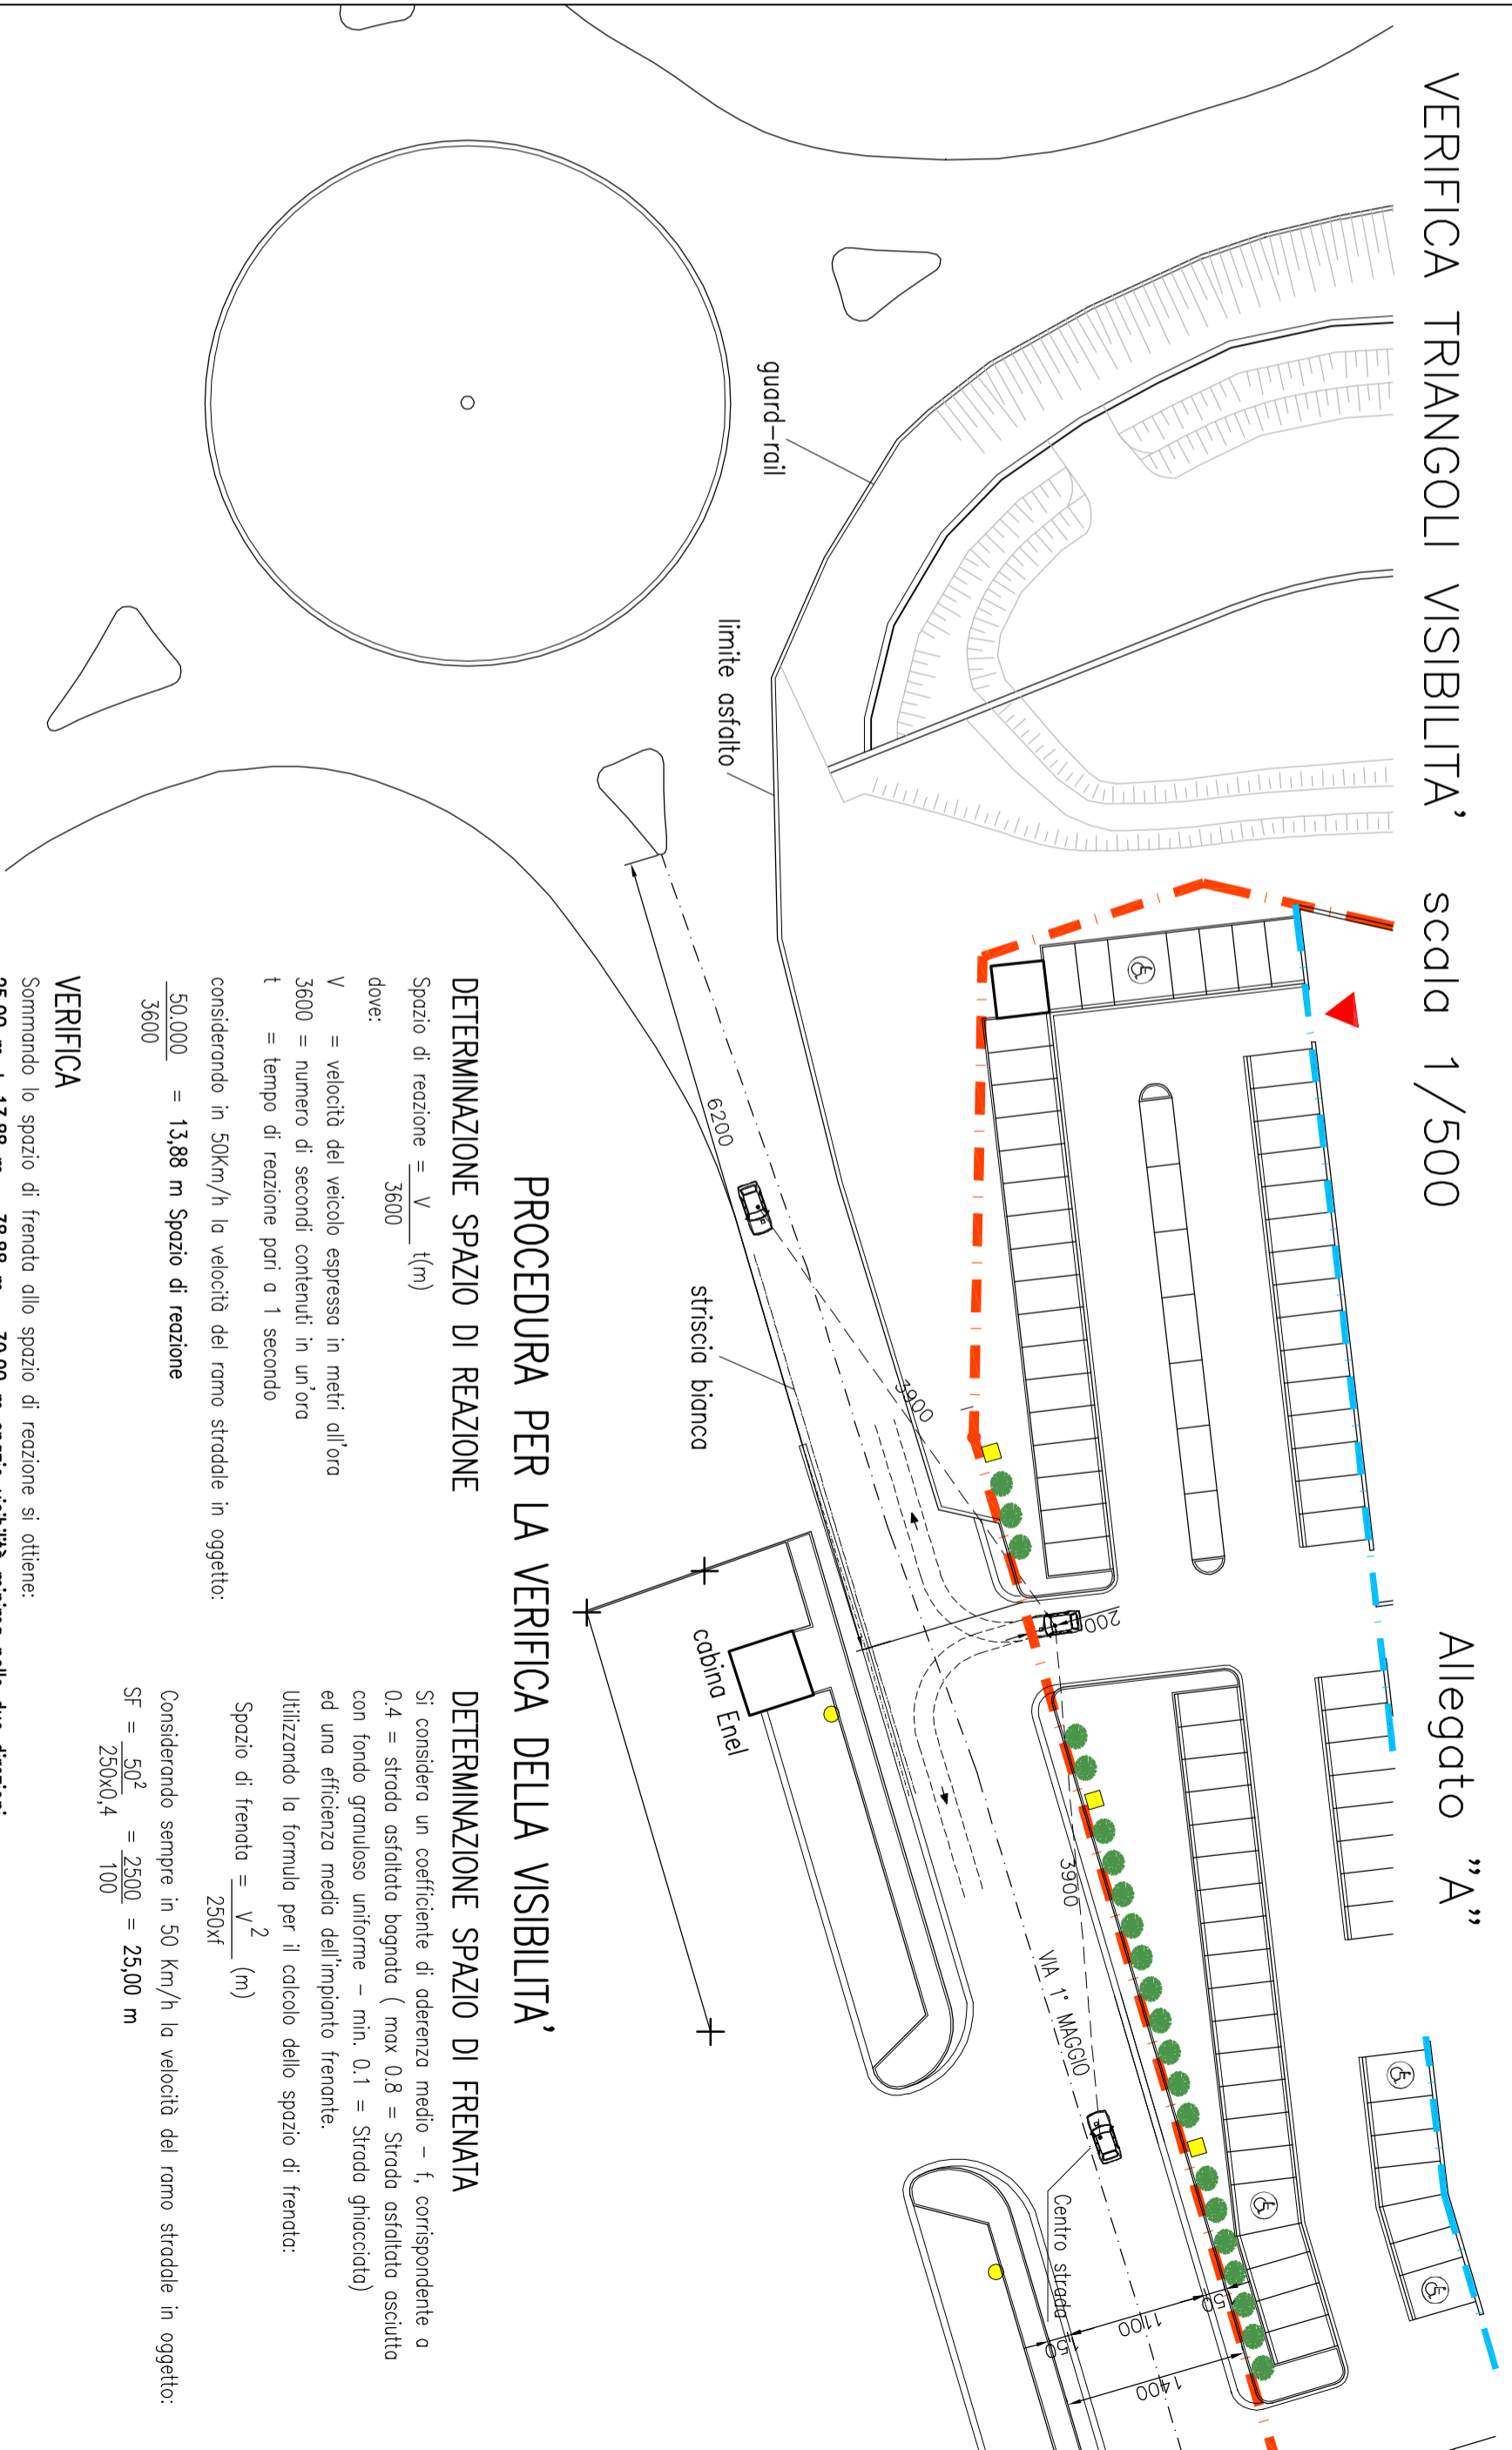 VERIFICA TRIANGOLI VISIBILITA' scala 1/500
Allegato "A"
guard-rail
limite asfalto
6200
3900
200
striscia bianca
cabina Enel
3900
VIA 1° MAGGIO
Centro strada
150
1100
150
1400
PROCEDURA PER LA VERIFICA DELLA VISIBILITA'
DETERMINAZIONE SPAZIO DI REAZIONE
Spazio di reazione = V t(m)
3600
dove:
V = velocità del veicolo espressa in metri all'ora
3600 = numero di secondi contenuti in un'ora
t = tempo di reazione pari a 1 secondo
considerando in 50Km/h la velocità del ramo stradale in oggetto:
50.000 = 13,88 m Spazio di reazione
3600
DETERMINAZIONE SPAZIO DI FRENATA
Si considera un coefficiente di aderenza medio - f, corrispondente a
0.4 = strada asfaltata bagnata ( max 0.8 = Strada asfaltata asciutta
con fondo granuloso uniforme - min. 0.1 = Strada ghiacciata)
ed una efficienza media dell'impianto frenante.
Utilizzando la formula per il calcolo dello spazio di frenata:
Spazio di frenata = V² (m)
250xf
Considerando sempre in 50 Km/h la velocità del ramo stradale in oggetto:
SF = 50² = 2500 = 25,00 m
250x0,4 100
VERIFICA
Sommando lo spazio di frenata allo spazio di reazione si ottiene: